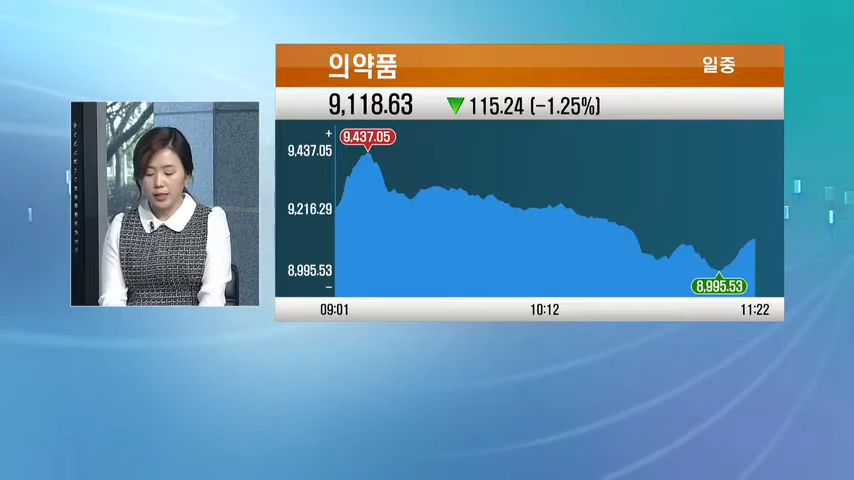 의약품 일중
9,118.63 ▼ 115.24 (-1.25%)
+
9,437.05
9,437.05
9,216.29
8,995.53
8,995.53
-
09:01 10:12 11:22